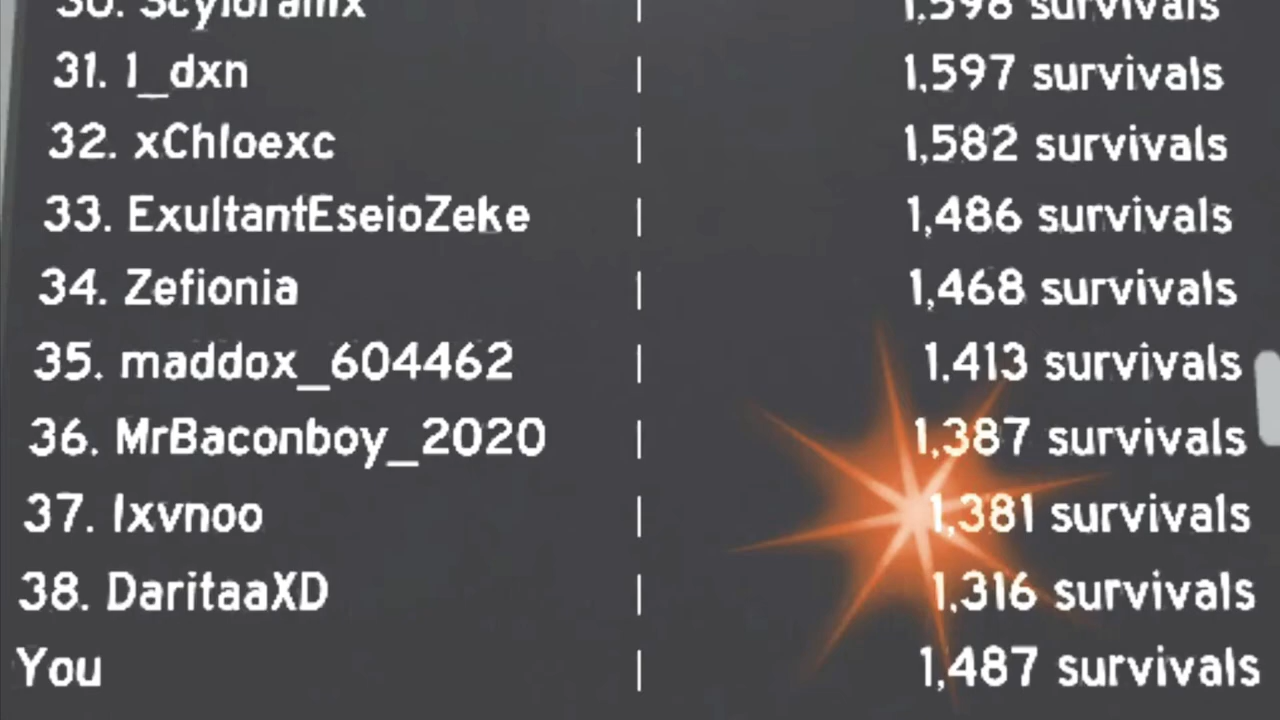 31. 1_dxn | 1,597 survivals
32. xChloexc | 1,582 survivals
33. ExultantEseioZeke | 1,486 survivals
34. Zefionia | 1,468 survivals
35. maddox_604462 | 1,413 survivals
36. MrBaconboy_2020 | 1,387 survivals
37. Ixvnoo | 1,381 survivals
38. DaritaaXD | 1,316 survivals
You | 1,487 survivals